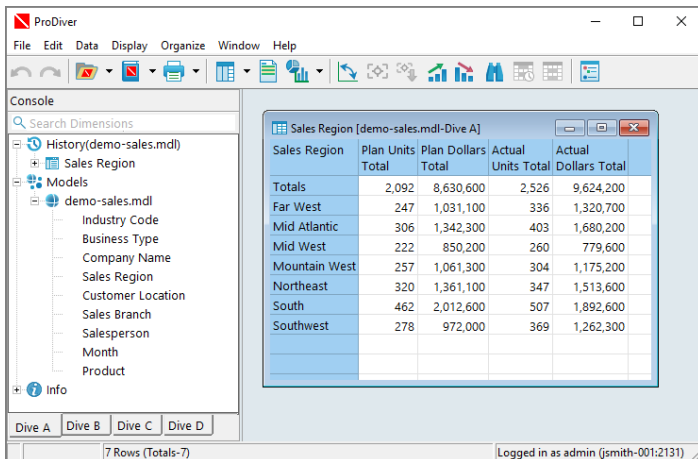 ProDiver
File Edit Data Display Organize Window Help
Console
Search Dimensions
History(demo-sales.mdl)
Sales Region
Models
demo-sales.mdl
Industry Code
Business Type
Company Name
Sales Region
Customer Location
Sales Branch
Salesperson
Month
Product
Info
Dive A Dive B Dive C Dive D
Sales Region [demo-sales.mdl-Dive A]
Sales Region Plan Units Plan Dollars Actual Actual
Total Total Units Total Dollars Total
Totals 2,092 8,630,600 2,526 9,624,200
Far West 247 1,031,100 336 1,320,700
Mid Atlantic 306 1,342,300 403 1,680,200
Mid West 222 850,200 260 779,600
Mountain West 257 1,061,300 304 1,175,200
Northeast 320 1,361,100 347 1,513,600
South 462 2,012,600 507 1,892,600
Southwest 278 972,000 369 1,262,300
7 Rows (Totals-7) Logged in as admin (jsmith-001:2131)